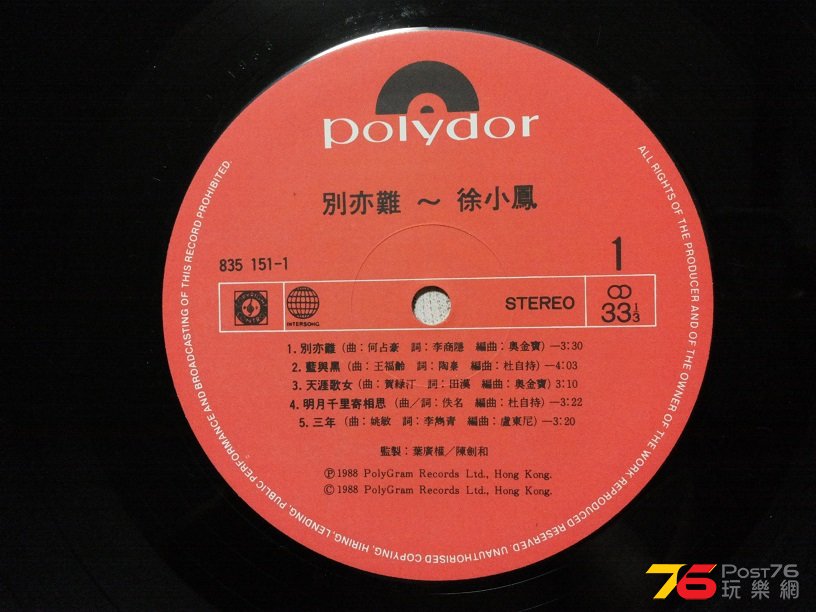 polydor
別亦難 ~ 徐小鳳
835 151-1
1
INTERSONG
STEREO
33 1/3
1. 別亦難 (曲:何占豪 詞:李商隱 編曲:奧金寶)—3:30
2. 藍與黑 (曲:王福齡 詞:陶秦 編曲:杜自持)—4:03
3. 天涯歌女 (曲:賀綠汀 詞:田漢 編曲:奧金寶) 3:10
4. 明月千里寄相思 (曲/詞:佚名 編曲:杜自持)—3:22
5. 三年 (曲:姚敏 詞:李雋青 編曲:盧東尼)—3:20
監製:葉廣權/陳劍和
Ⓟ1988 PolyGram Records Ltd., Hong Kong.
Ⓒ1988 PolyGram Records Ltd., Hong Kong.
ALL RIGHTS OF THE PRODUCER AND OF THE OWNER OF THE WORK REPRODUCED RESERVED. UNAUTHORISED COPYING, HIRING, LENDING, PUBLIC PERFORMANCE AND BROADCASTING OF THIS RECORD PROHIBITED.
76 Post76
玩樂網